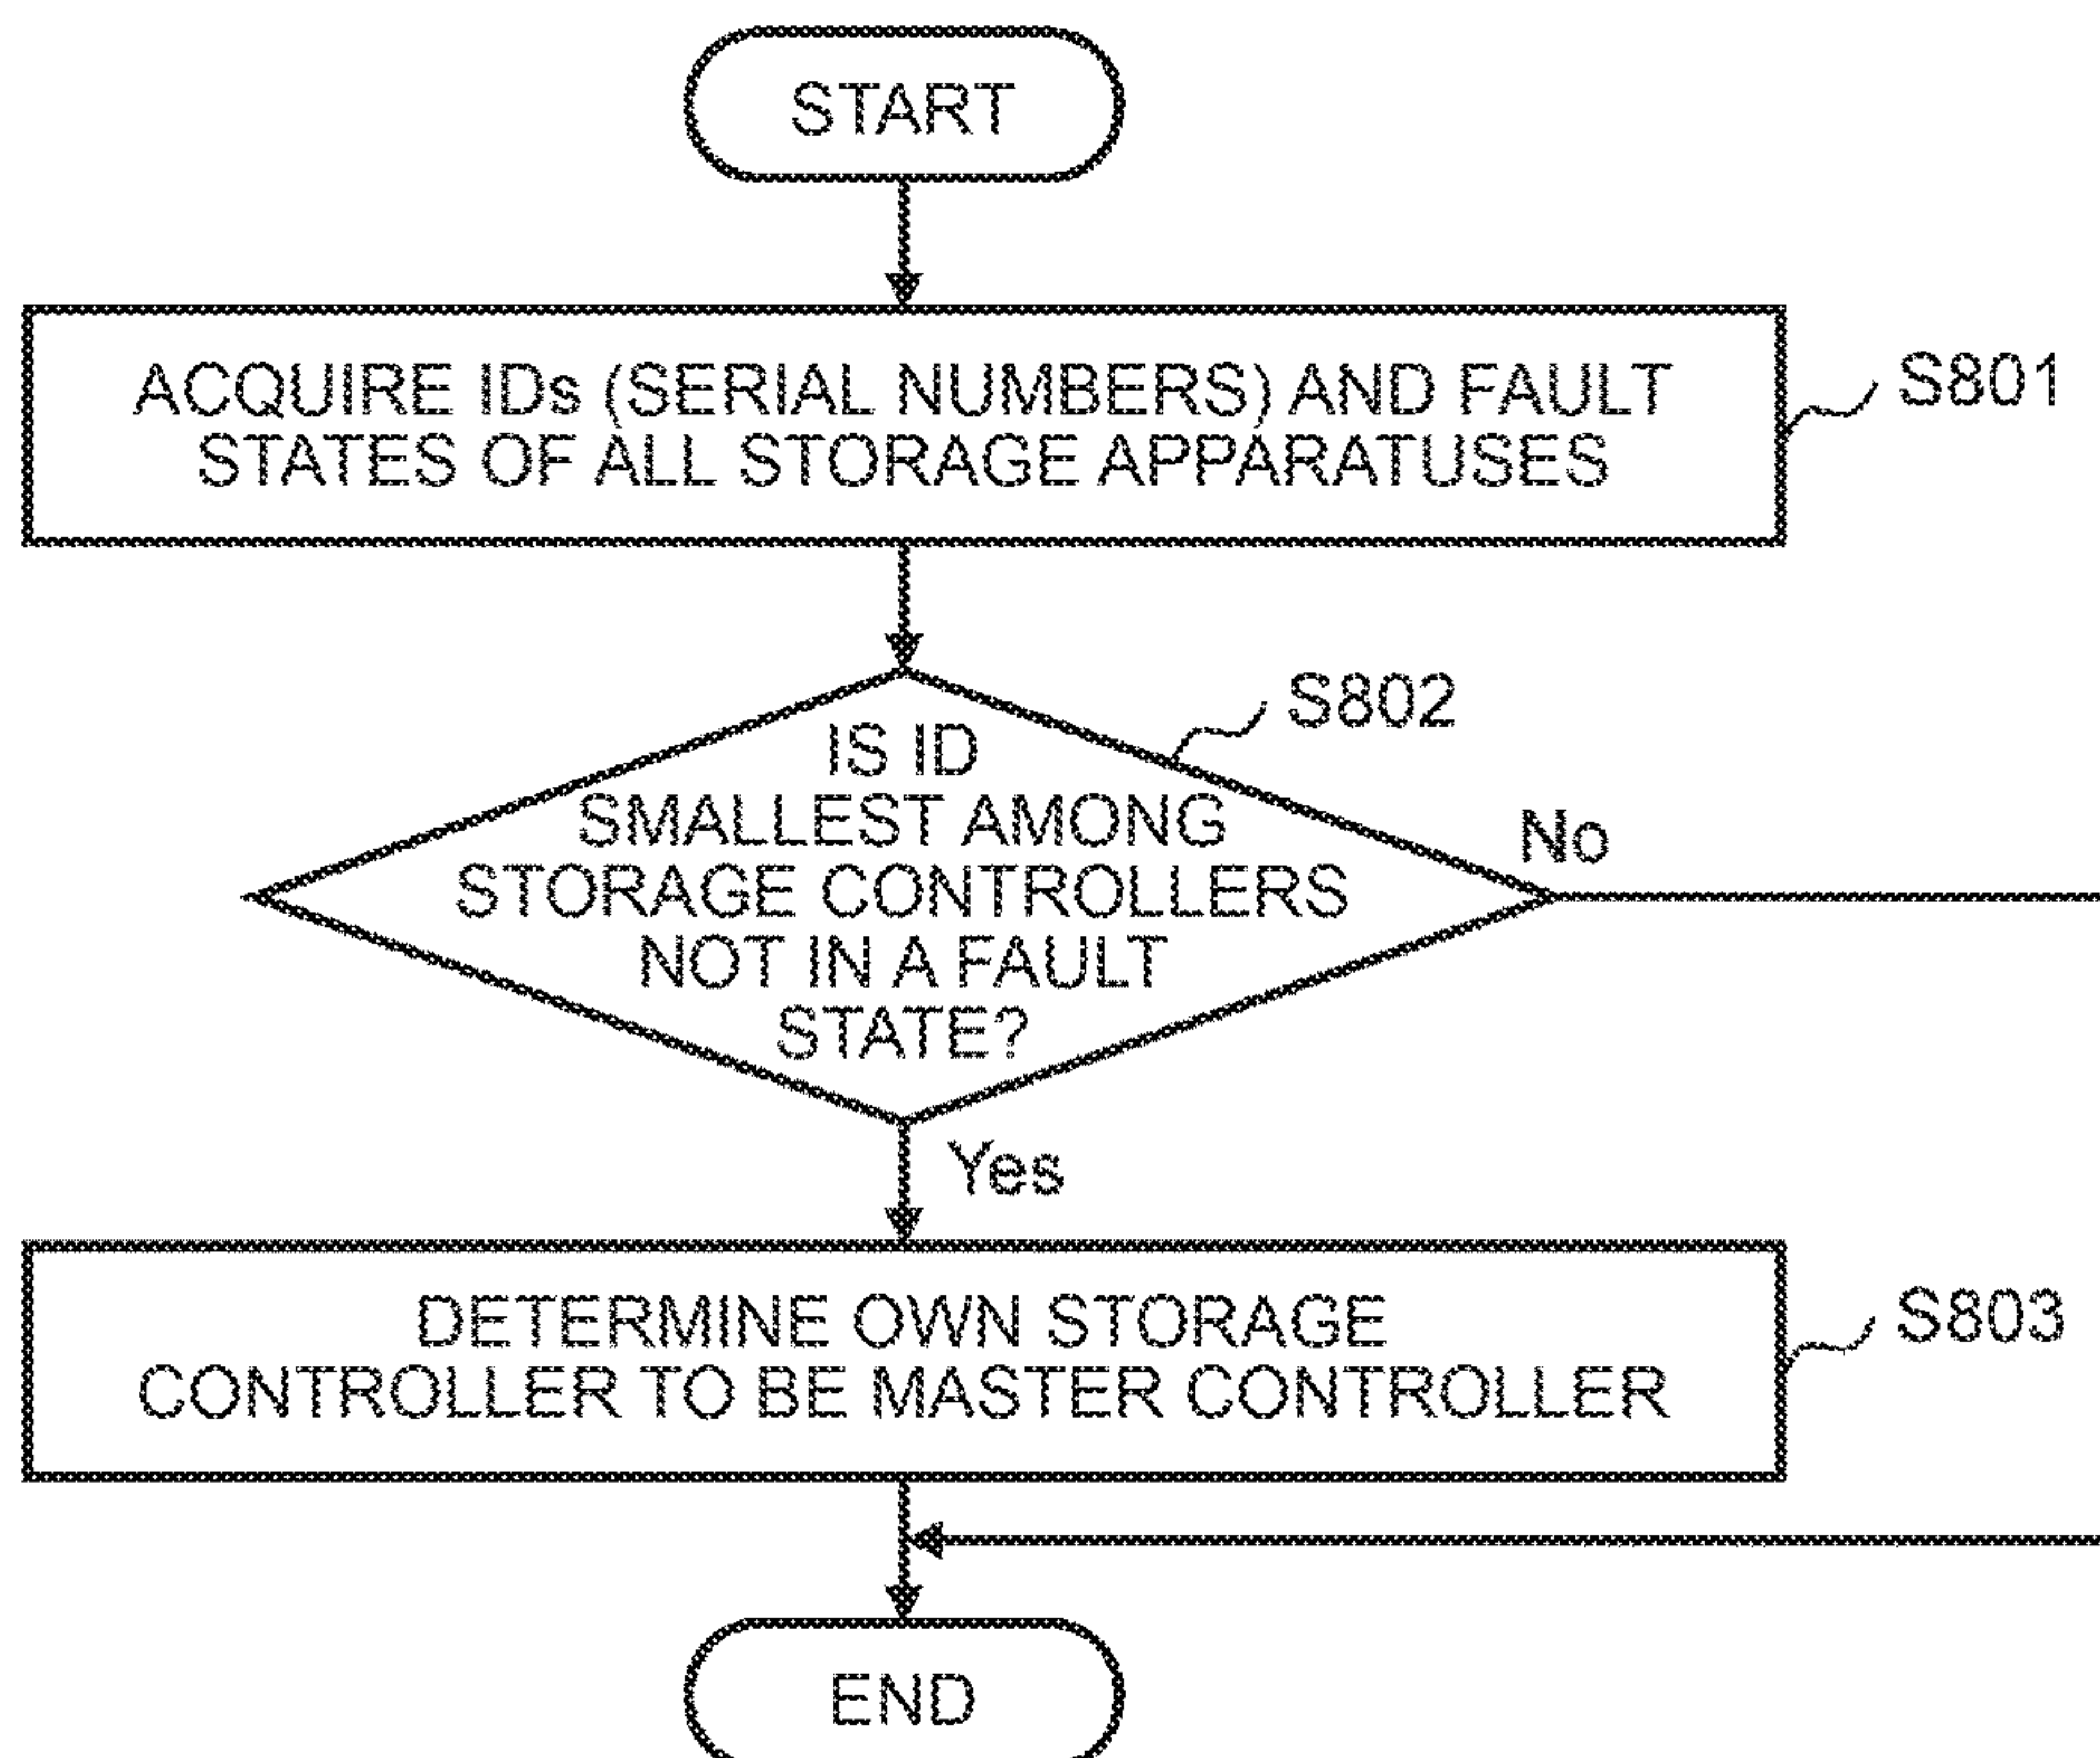 START
ACQUIRE IDs (SERIAL NUMBERS) AND FAULT
STATES OF ALL STORAGE APPARATUSES
S801
S802
IS ID
SMALLEST AMONG
STORAGE CONTROLLERS
NOT IN A FAULT
STATE?
No
Yes
DETERMINE OWN STORAGE
CONTROLLER TO BE MASTER CONTROLLER
S803
END